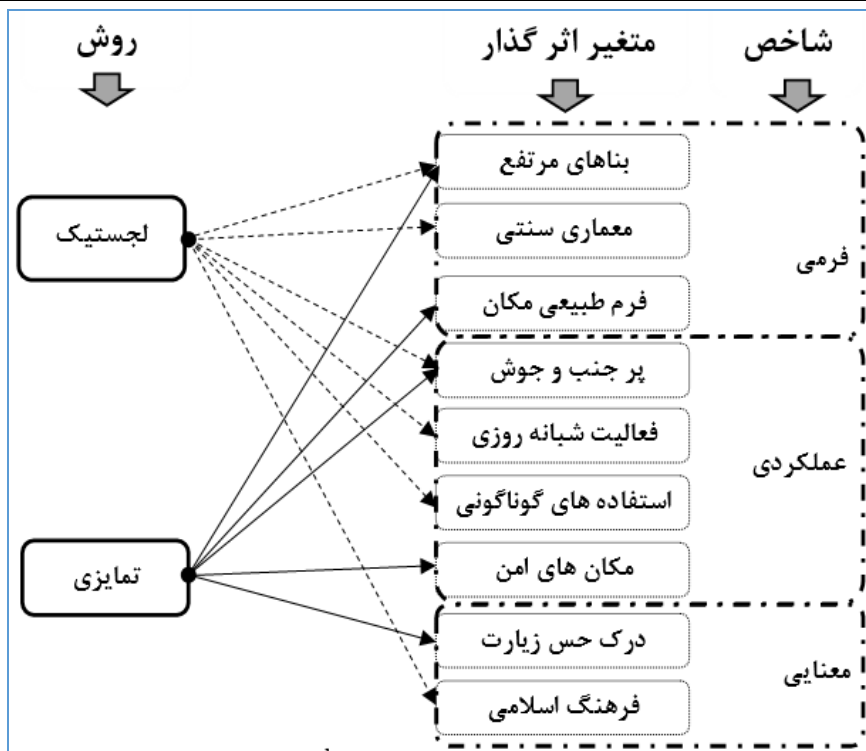 شاخص
متغیر اثر گذار
روش
بناهای مرتفع
معماری سنتی
فرم طبیعی مکان
فرمی
پر جنب و جوش
فعالیت شبانه روزی
استفاده های گوناگونی
مکان های امن
عملکردی
درک حس زیارت
فرهنگ اسلامی
معنایی
لجستیک
تمایزی